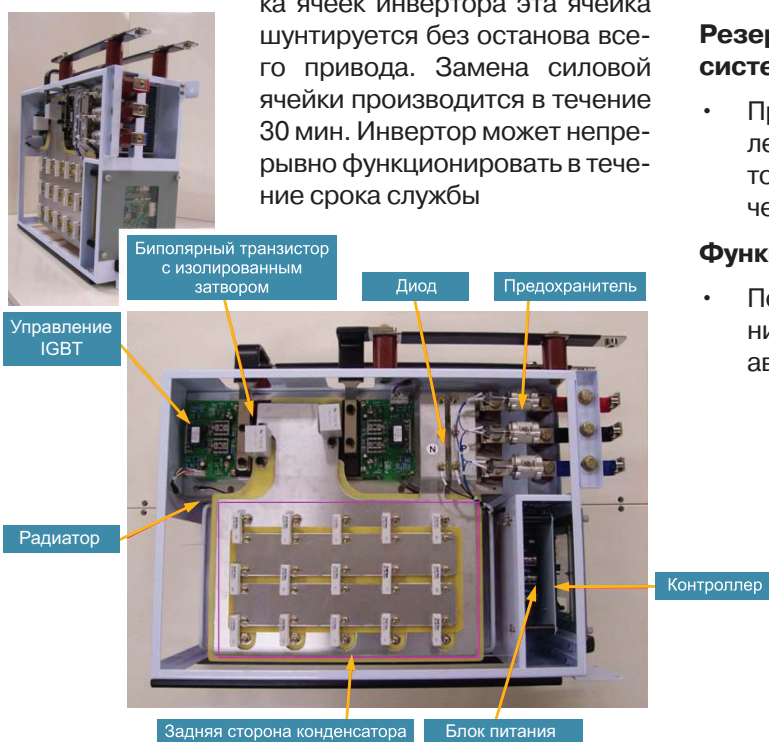 ка ячеек инвертора эта ячейка
шунтируется без останова все-
го привода. Замена силовой
ячейки производится в течение
30 мин. Инвертор может непре-
рывно функционировать в тече-
ние срока службы
Резер
систе
• Пр
ле
то
че
Функ
• По
ни
ав
Биполярный транзистор
с изолированным
затвором
Диод
Предохранитель
Управление
IGBT
N
Радиатор
Контроллер
Задняя сторона конденсатора
Блок питания